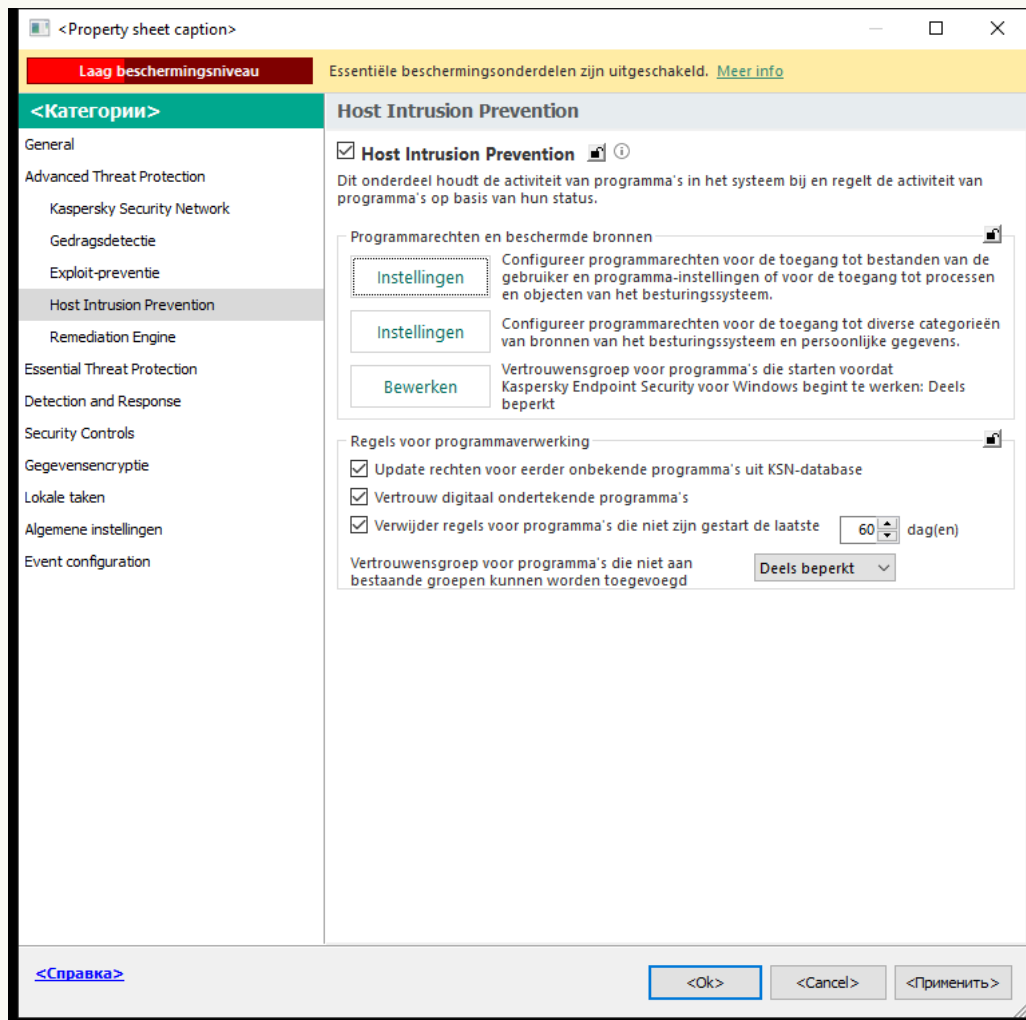 <Property sheet caption>
Laag beschermingsniveau
Essentiële beschermingsonderdelen zijn uitgeschakeld. Meer info
<Категории>
General
Advanced Threat Protection
Kaspersky Security Network
Gedragsdetectie
Exploit-preventie
Host Intrusion Prevention
Remediation Engine
Essential Threat Protection
Detection and Response
Security Controls
Gegevensencryptie
Lokale taken
Algemene instellingen
Event configuration
Host Intrusion Prevention
Host Intrusion Prevention
Dit onderdeel houdt de activiteit van programma's in het systeem bij en regelt de activiteit van
programma's op basis van hun status.
Programmarechten en beschermde bronnen
Instellingen
Configureer programmarechten voor de toegang tot bestanden van de
gebruiker en programma-instellingen of voor de toegang tot processen
en objecten van het besturingssysteem.
Instellingen
Configureer programmarechten voor de toegang tot diverse categorieën
van bronnen van het besturingssysteem en persoonlijke gegevens.
Bewerken
Vertrouwensgroep voor programma's die starten voordat
Kaspersky Endpoint Security voor Windows begint te werken: Deels
beperkt
Regels voor programmaverwerking
Update rechten voor eerder onbekende programma's uit KSN-database
Vertrouw digitaal ondertekende programma's
Verwijder regels voor programma's die niet zijn gestart de laatste 60 dag(en)
Vertrouwensgroep voor programma's die niet aan
bestaande groepen kunnen worden toegevoegd
Deels beperkt
<Справка>
<Ok>
<Cancel>
<Применить>